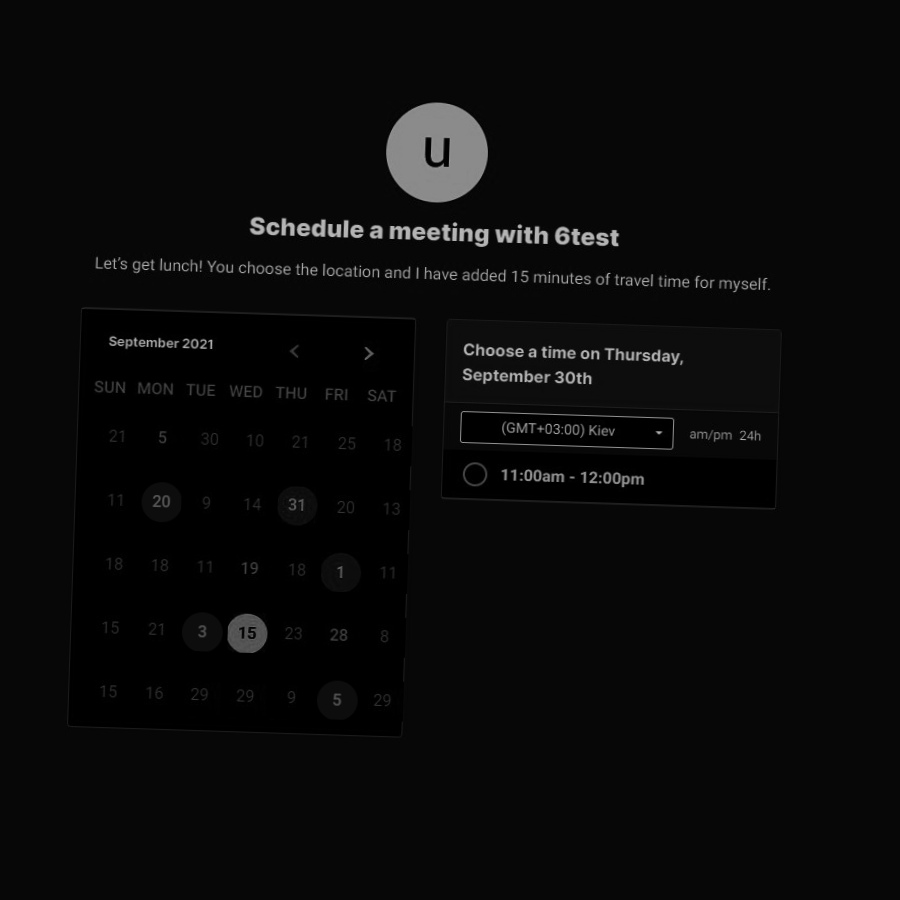 u
Schedule a meeting with 6test
Let's get lunch! You choose the location and I have added 15 minutes of travel time for myself.
September 2021
SUN MON TUE WED THU FRI SAT
21 5 30 10 21 25 18
11 20 9 14 31 20 13
18 18 11 19 18 1 11
15 21 3 15 23 28 8
15 16 29 29 9 5 29
Choose a time on Thursday,
September 30th
(GMT+03:00) Kiev
am/pm 24h
11:00am - 12:00pm